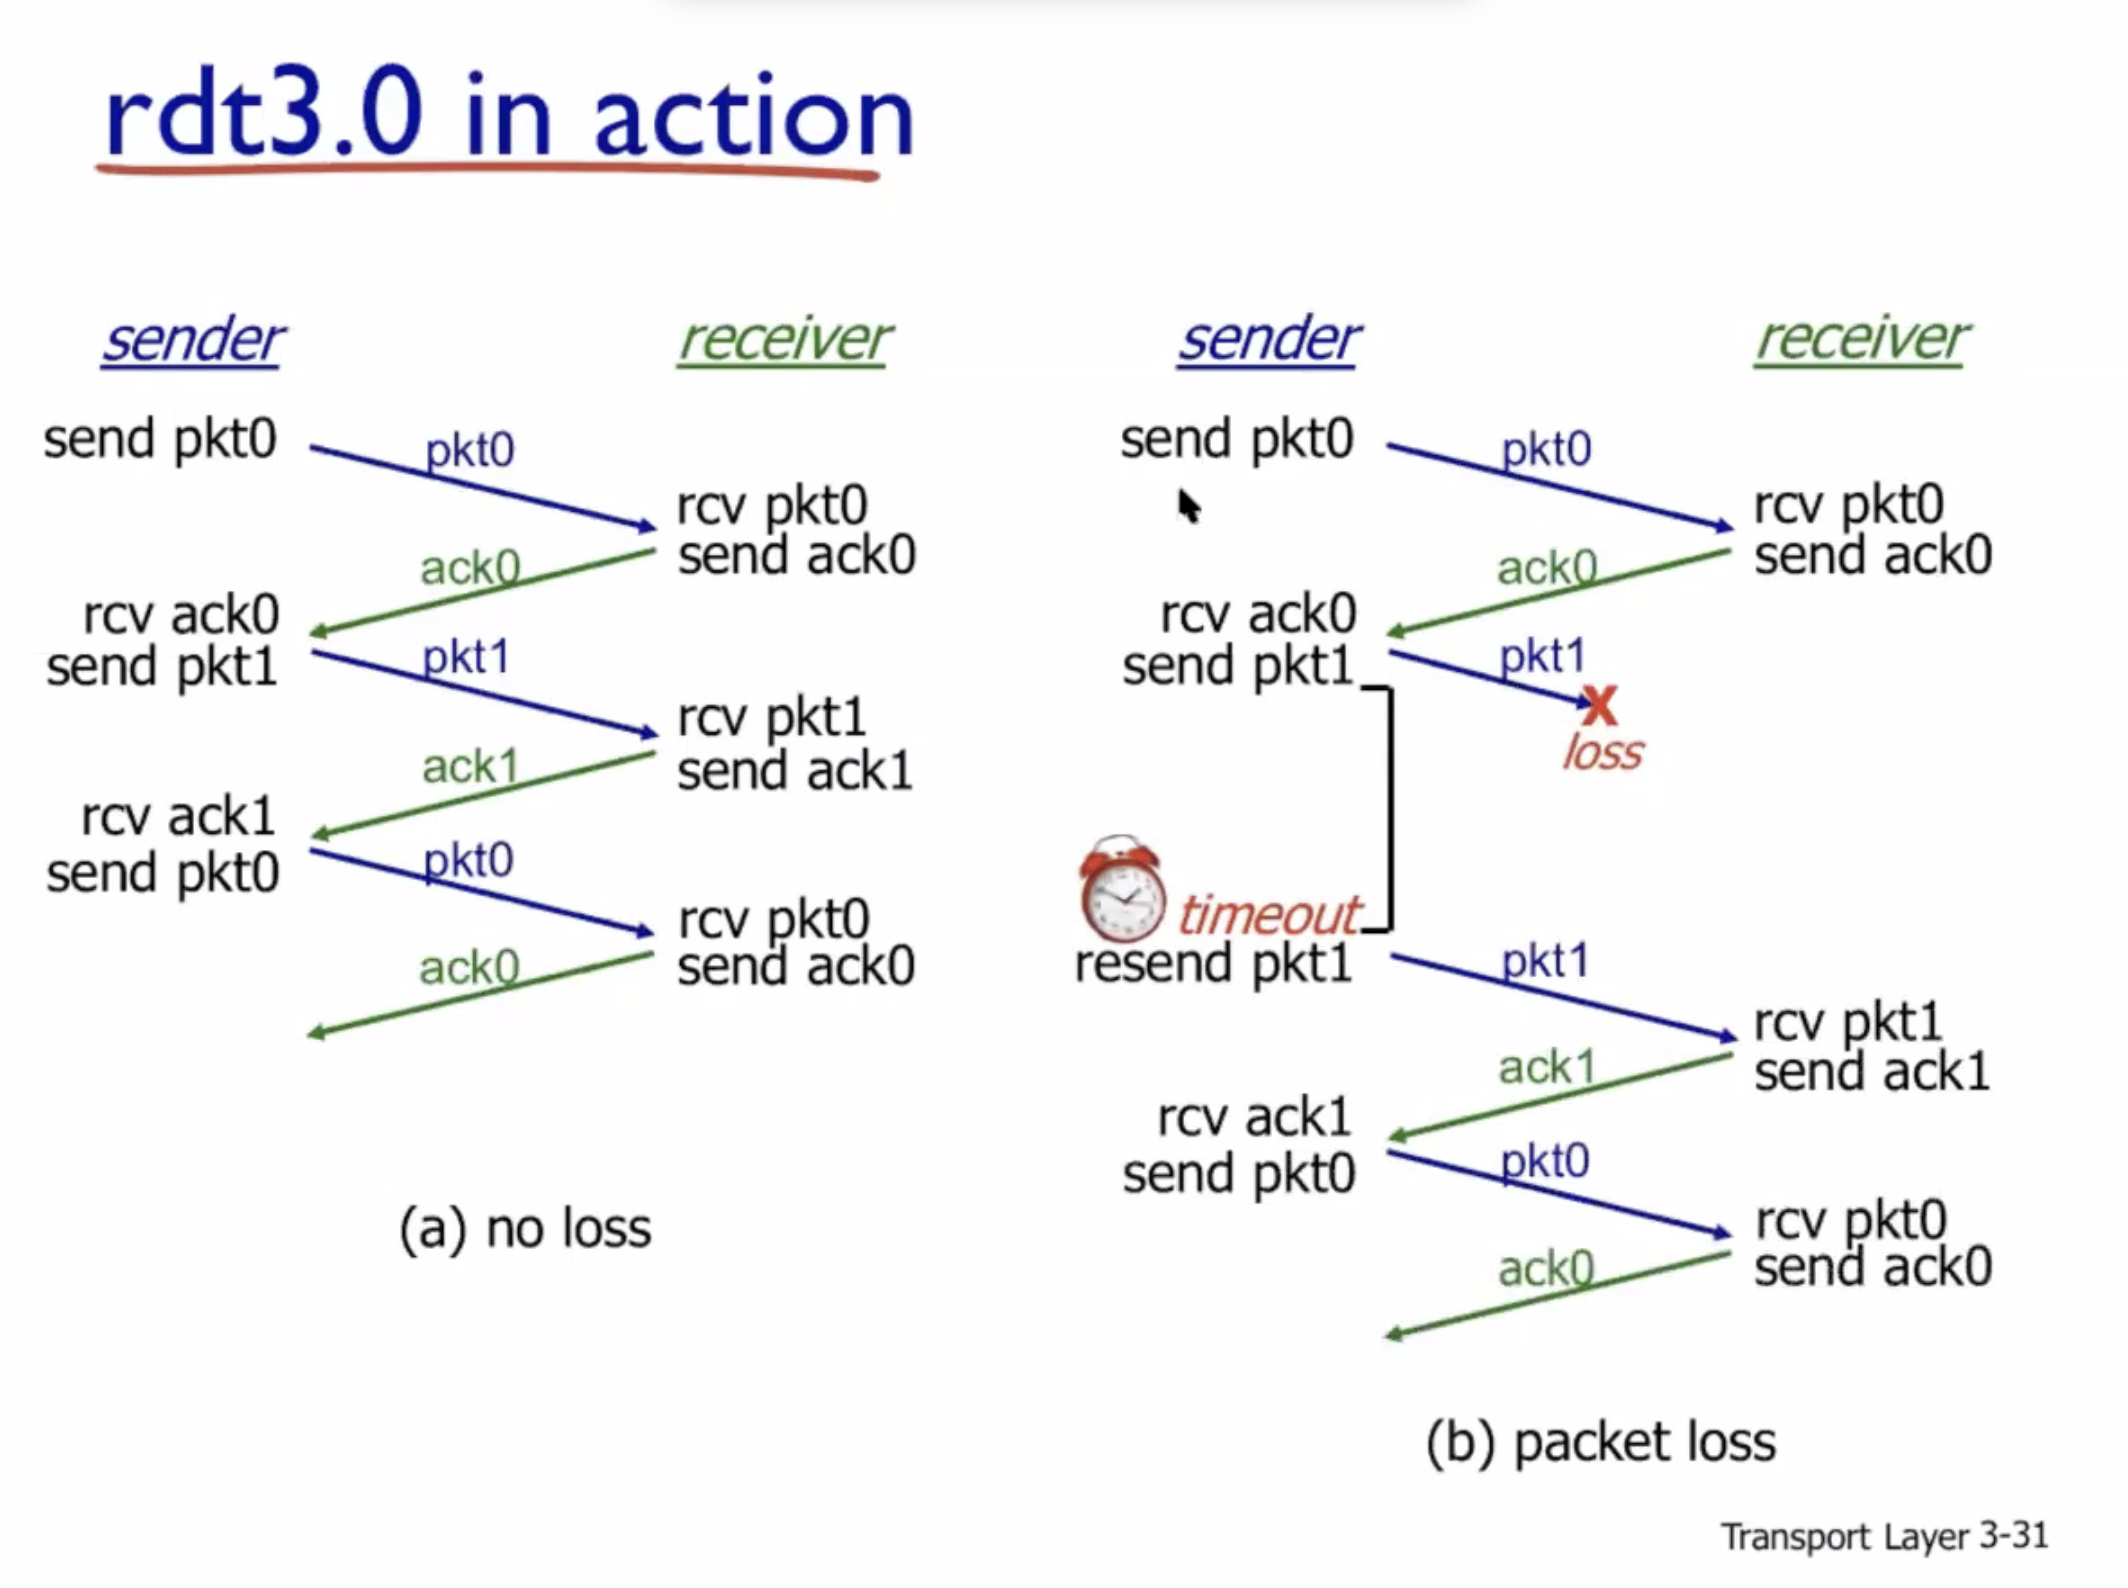 rdt3.0 in action
sender
receiver
send pkt0
pkt0
rcv pkt0
send ack0
ack0
rcv ack0
send pkt1
pkt1
rcv pkt1
send ack1
ack1
rcv ack1
send pkt0
pkt0
rcv pkt0
send ack0
ack0
(a) no loss
sender
receiver
send pkt0
pkt0
rcv pkt0
send ack0
ack0
rcv ack0
send pkt1
pkt1
X
loss
timeout
resend pkt1
pkt1
rcv pkt1
send ack1
ack1
rcv ack1
send pkt0
pkt0
rcv pkt0
send ack0
ack0
(b) packet loss
Transport Layer 3-31